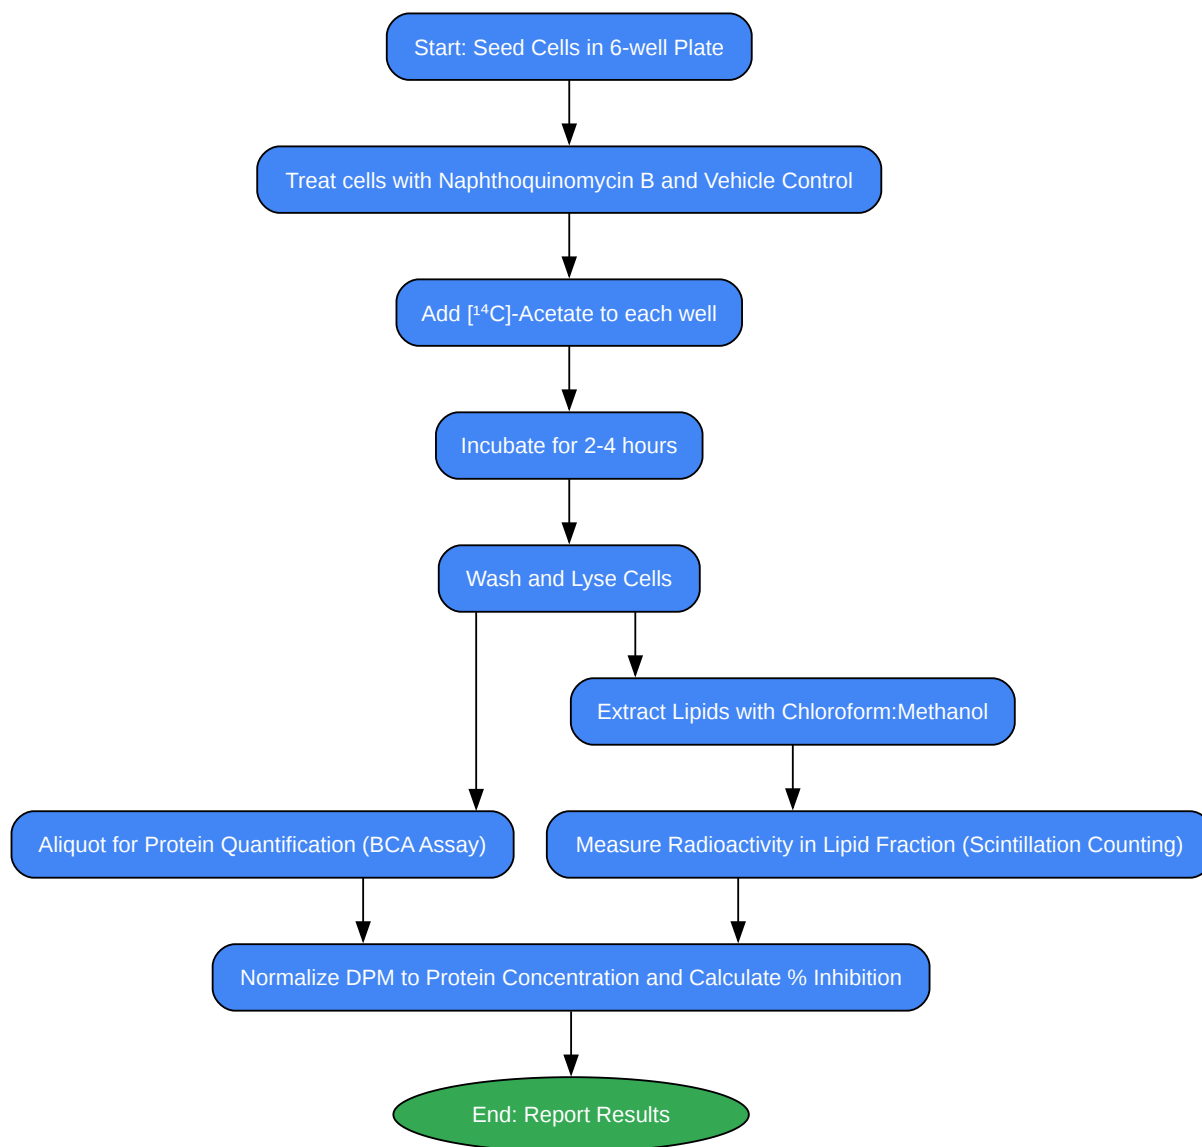 Start: Seed Cells in 6-well Plate
Treat cells with Naphthoquinomycin B and Vehicle Control
Add [¹⁴C]-Acetate to each well
Incubate for 2-4 hours
Wash and Lyse Cells
Extract Lipids with Chloroform:Methanol
Aliquot for Protein Quantification (BCA Assay)
Measure Radioactivity in Lipid Fraction (Scintillation Counting)
Normalize DPM to Protein Concentration and Calculate % Inhibition
End: Report Results